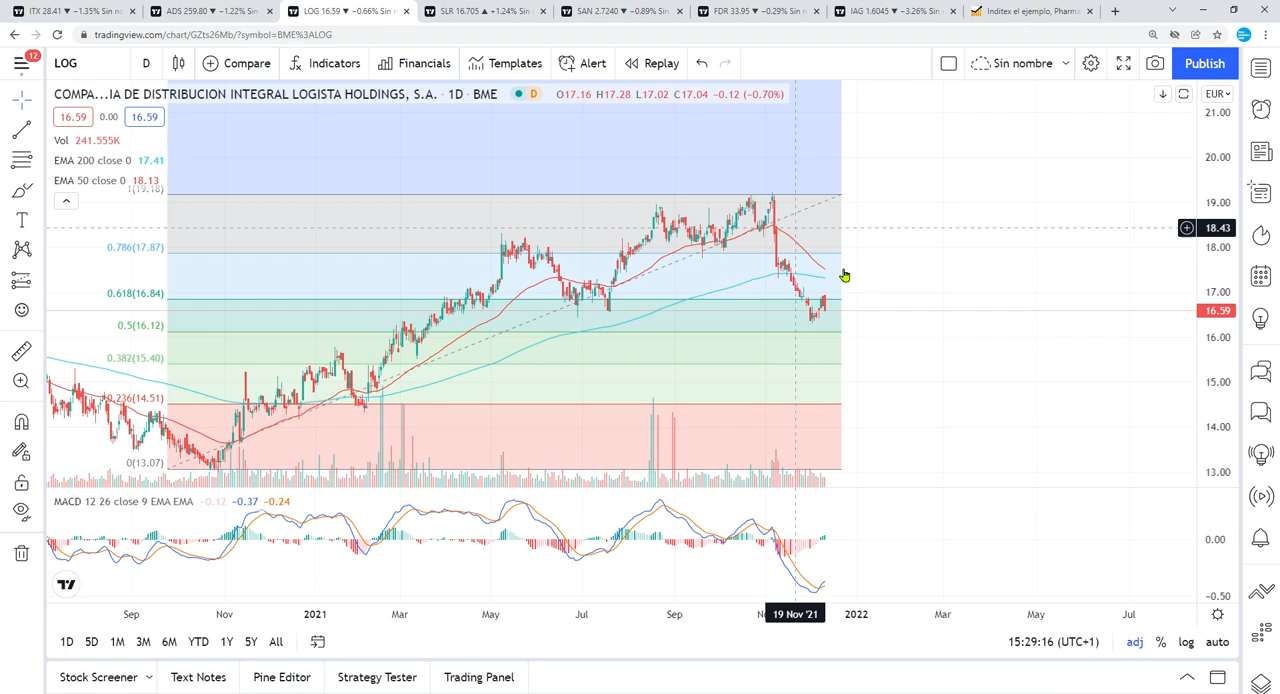 ITX 28.41 ▼ −1.35% Sin n
ADS 259.80 ▼ −1.22% Sin
LOG 16.59 ▼ −0.66% Sin n
SLR 16.705 ▲ +1.24% Sin
SAN 2.7240 ▼ −0.89% Sin
FDR 33.95 ▼ −0.29% Sin n
IAG 1.6045 ▼ −3.26% Sin
Inditex el ejemplo, Pharma
tradingview.com/chart/GZts26Mb/?symbol=BME%3ALOG
12
LOG
D
Compare
Indicators
Financials
Templates
Alert
Replay
Sin nombre
Publish
COMPA...IA DE DISTRIBUCION INTEGRAL LOGISTA HOLDINGS, S.A. · 1D · BME
D
O17.16 H17.28 L17.02 C17.04 −0.12 (−0.70%)
EUR
16.59 0.00 16.59
Vol 241.555K
EMA 200 close 0 17.41
EMA 50 close 0 18.13
1(19.18)
0.786(17.87)
0.618(16.84)
0.5(16.12)
0.382(15.40)
0.236(14.51)
0(13.07)
21.00
20.00
19.00
18.43
18.00
17.00
16.59
16.00
15.00
14.00
13.00
MACD 12 26 close 9 EMA EMA −0.12 −0.37 −0.24
0.00
−0.50
Sep Nov 2021 Mar May Jul Sep 19 Nov '21 2022 Mar May Jul
1D 5D 1M 3M 6M YTD 1Y 5Y All
15:29:16 (UTC+1) adj % log auto
Stock Screener Text Notes Pine Editor Strategy Tester Trading Panel